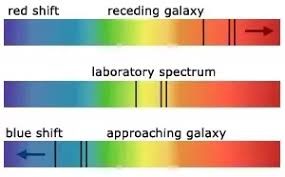 red shift receding galaxy
laboratory spectrum
blue shift approaching galaxy